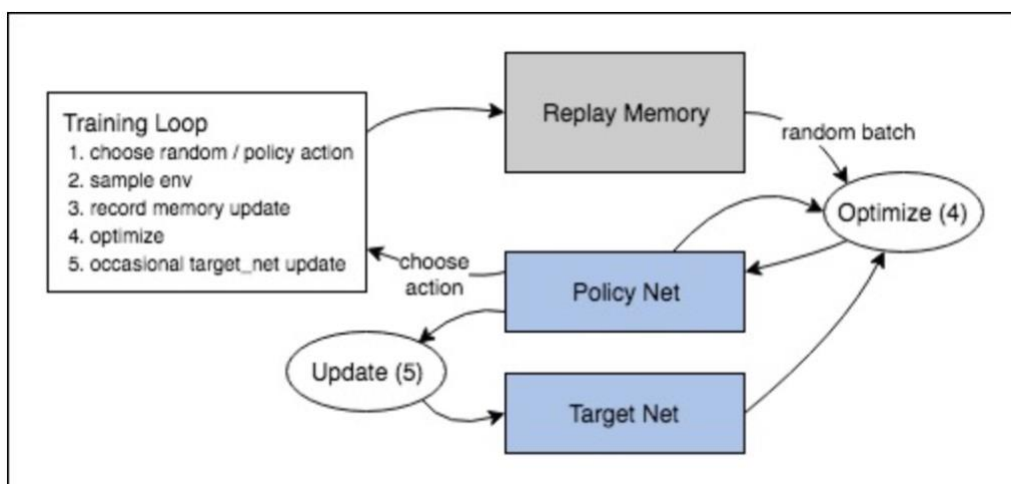 Training Loop
1. choose random / policy action
2. sample env
3. record memory update
4. optimize
5. occasional target_net update
Replay Memory
random batch
Optimize (4)
choose
action
Policy Net
Update (5)
Target Net